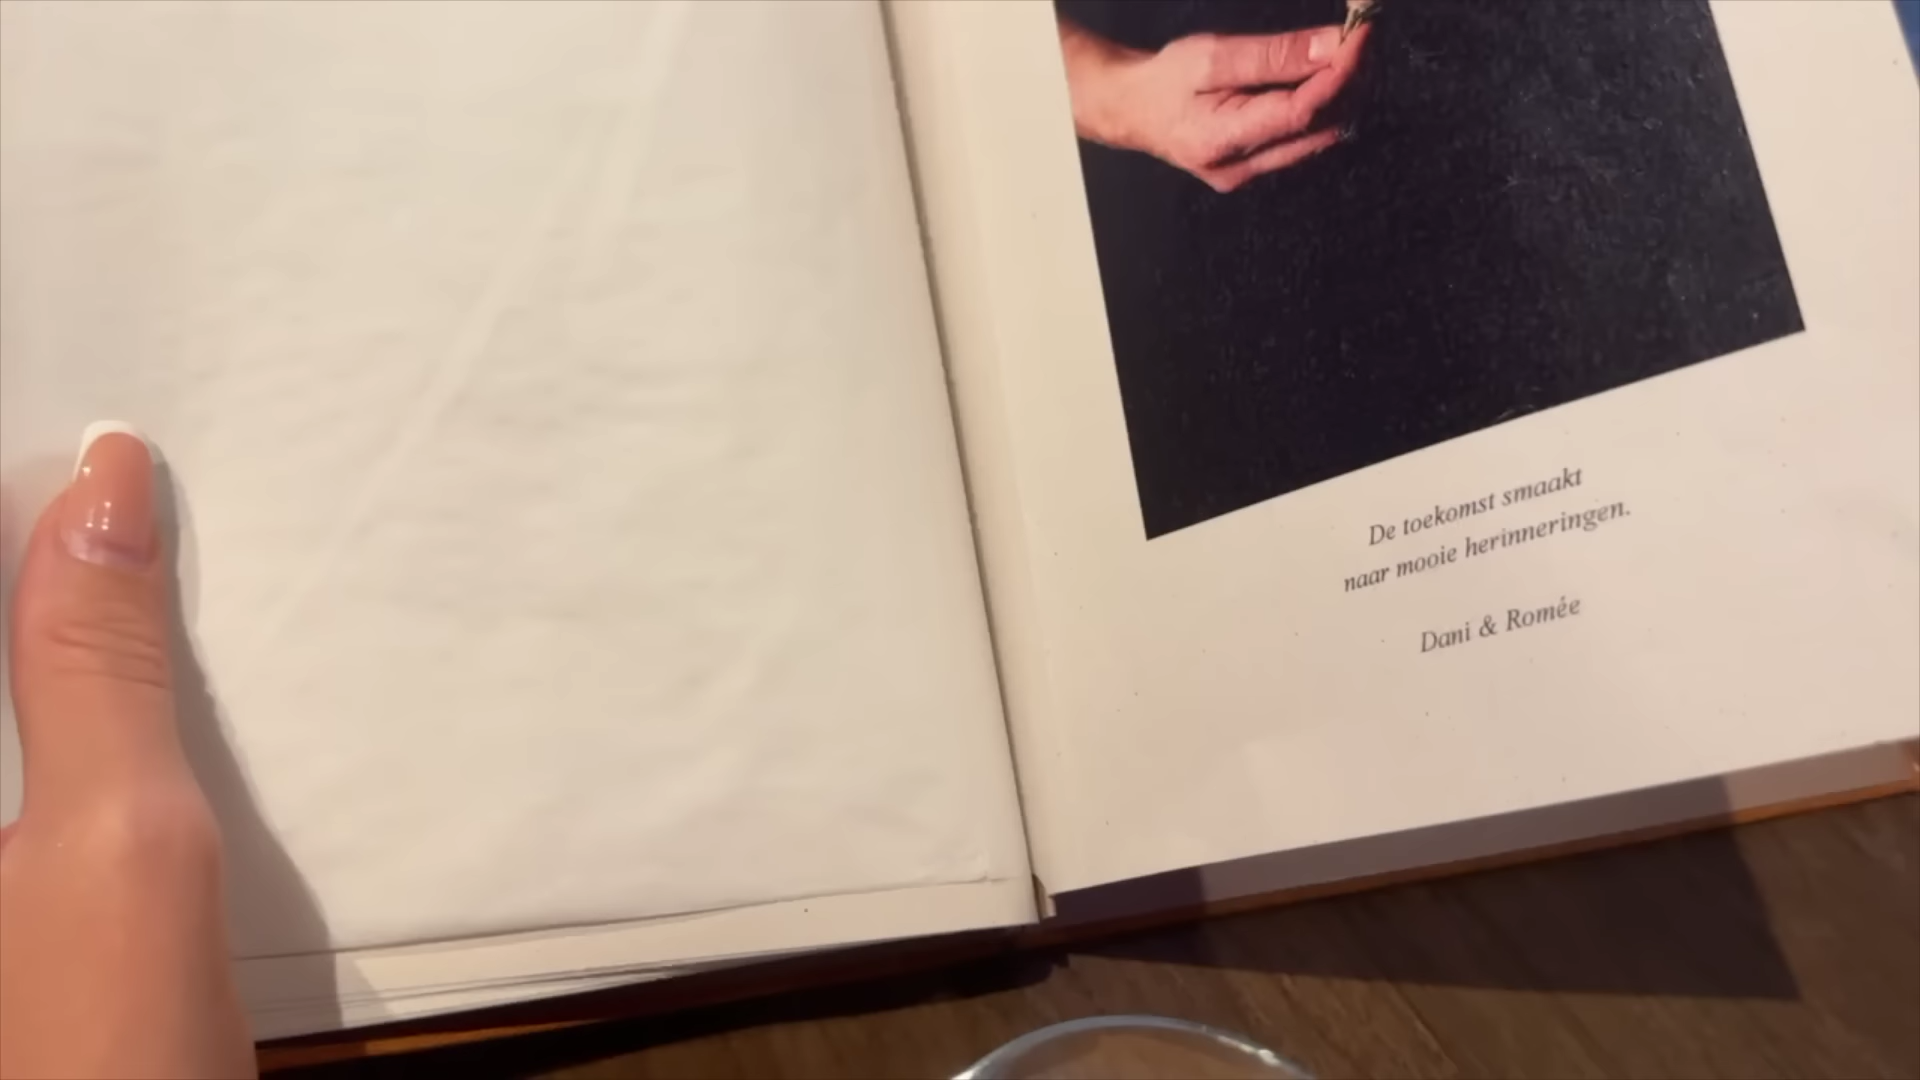 De toekomst smaakt
naar mooie herinneringen.
Dani & Romée